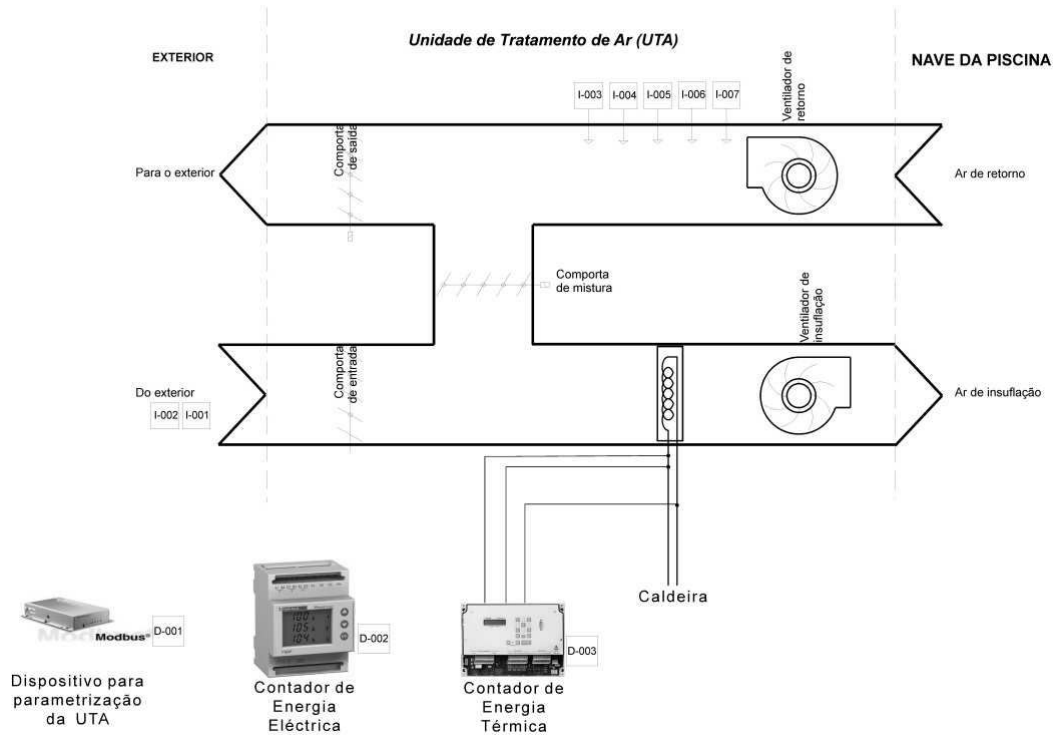 Unidade de Tratamento de Ar (UTA)
EXTERIOR
NAVE DA PISCINA
I-003
I-004
I-005
I-006
I-007
Ventilador de
retorno
Comporta
de saída
Para o exterior
Ar de retorno
Comporta
de mistura
Ventilador de
insuflação
Comporta
de entrada
Do exterior
I-002
I-001
Ar de insuflação
Caldeira
Modbus®
D-001
D-002
D-003
Dispositivo para
parametrização
da UTA
Contador de
Energia
Eléctrica
Contador de
Energia
Térmica